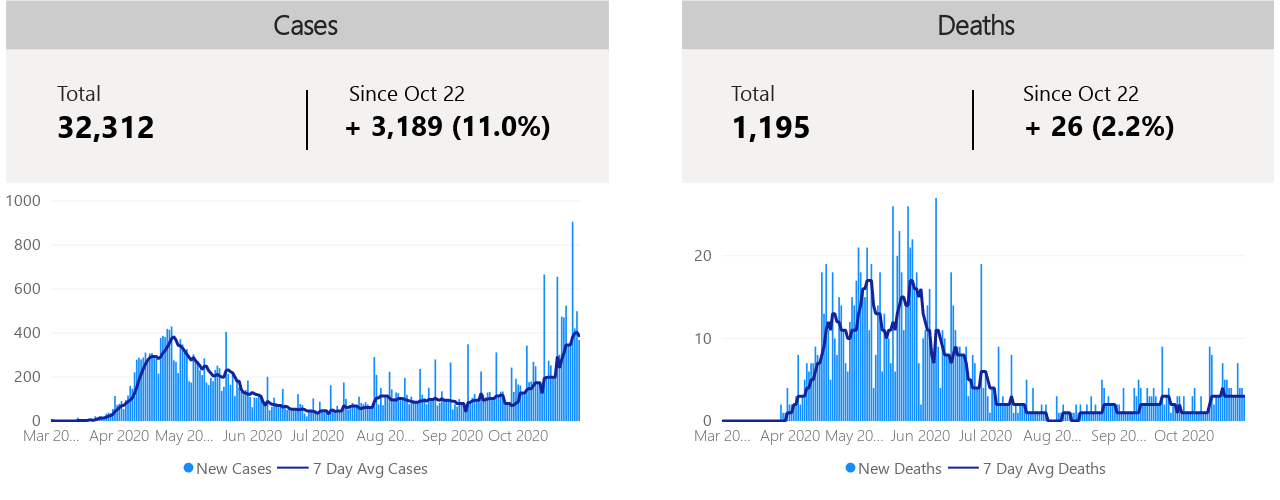 Cases
Total
32,312
Since Oct 22
+ 3,189 (11.0%)
1000
800
600
400
200
0
Mar 20... Apr 2020 May 20... Jun 2020 Jul 2020 Aug 20... Sep 2020 Oct 2020
New Cases 7 Day Avg Cases
Deaths
Total
1,195
Since Oct 22
+ 26 (2.2%)
20
10
0
Mar 20... Apr 2020 May 20... Jun 2020 Jul 2020 Aug 20... Sep 20... Oct 2020
New Deaths 7 Day Avg Deaths